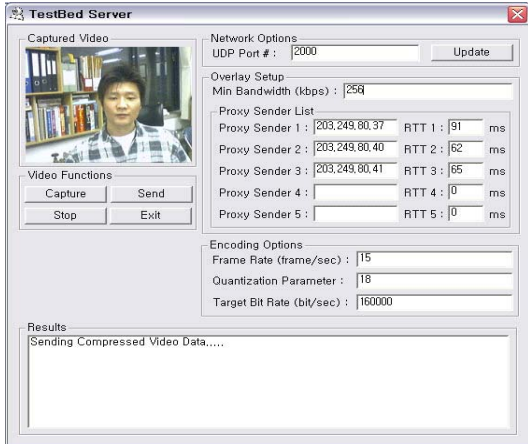 TestBed Server
Captured Video
Network Options
UDP Port # : 2000 Update
Overlay Setup
Min Bandwidth (kbps) : 256
Proxy Sender List
Proxy Sender 1 : 203,249,80,37 RTT 1 : 91 ms
Proxy Sender 2 : 203,249,80,40 RTT 2 : 62 ms
Proxy Sender 3 : 203,249,80,41 RTT 3 : 65 ms
Proxy Sender 4 : RTT 4 : 0 ms
Proxy Sender 5 : RTT 5 : 0 ms
Video Functions
Capture Send
Stop Exit
Encoding Options
Frame Rate (frame/sec) : 15
Quantization Parameter : 18
Target Bit Rate (bit/sec) : 160000
Results
Sending Compressed Video Data,,,,,